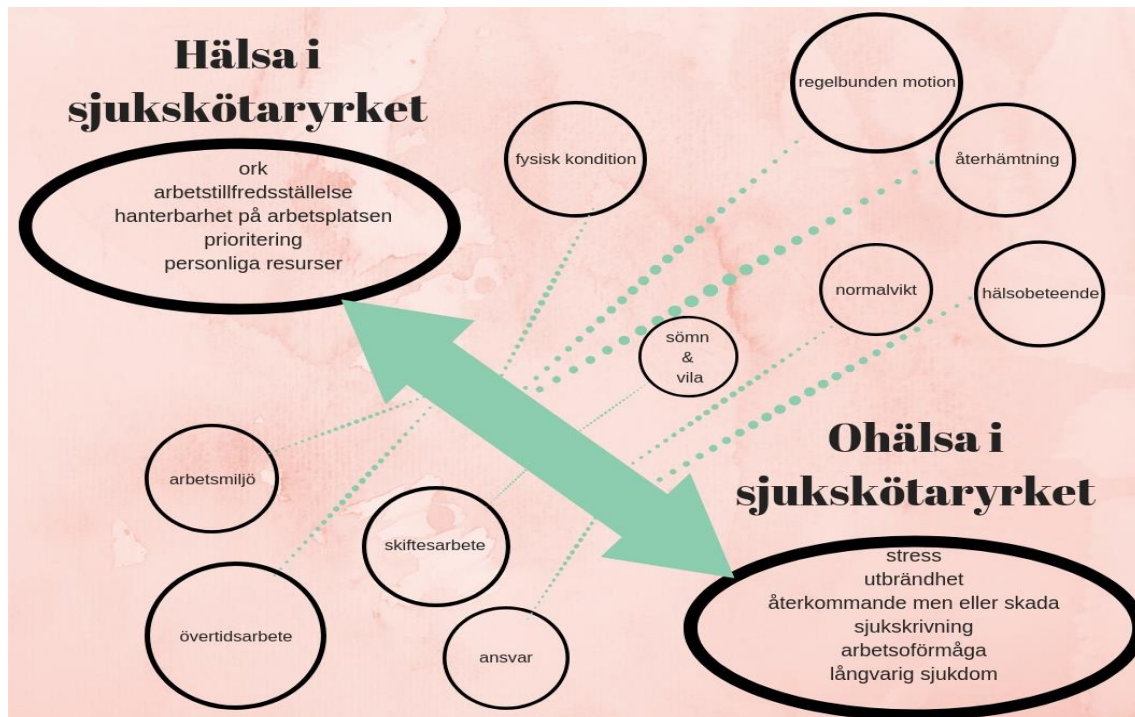 Hälsa i
sjukskötaryrket
ork
arbetstillfredsställelse
hanterbarhet på arbetsplatsen
prioritering
personliga resurser
fysisk kondition
regelbunden motion
återhämtning
normalvikt
hälsobeteende
sömn
&
vila
arbetsmiljö
skiftesarbete
övertidsarbete
ansvar
Ohälsa i
sjukskötaryrket
stress
utbrändhet
återkommande men eller skada
sjukskrivning
arbetsoförmåga
långvarig sjukdom